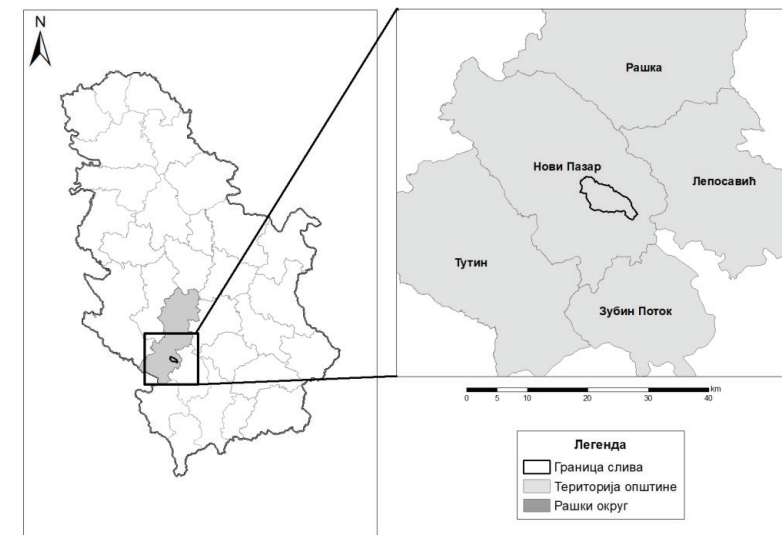 N
Рашка
Нови Пазар
Лепосавић
Тутин
Зубин Поток
km
0 5 10 20 30 40
Легенда
Граница слива
Територија општине
Рашки округ